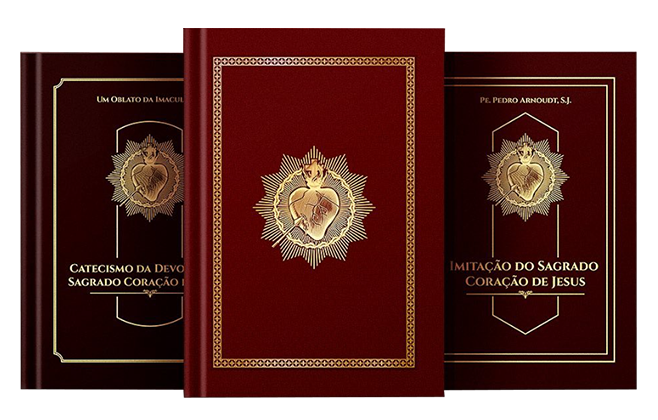 Um Oblato da Imacul
Catecismo da Devo
Sagrado Coração
Pe. Pedro Arnoudt, S.J.
Imitação do Sagrado
Coração de Jesus